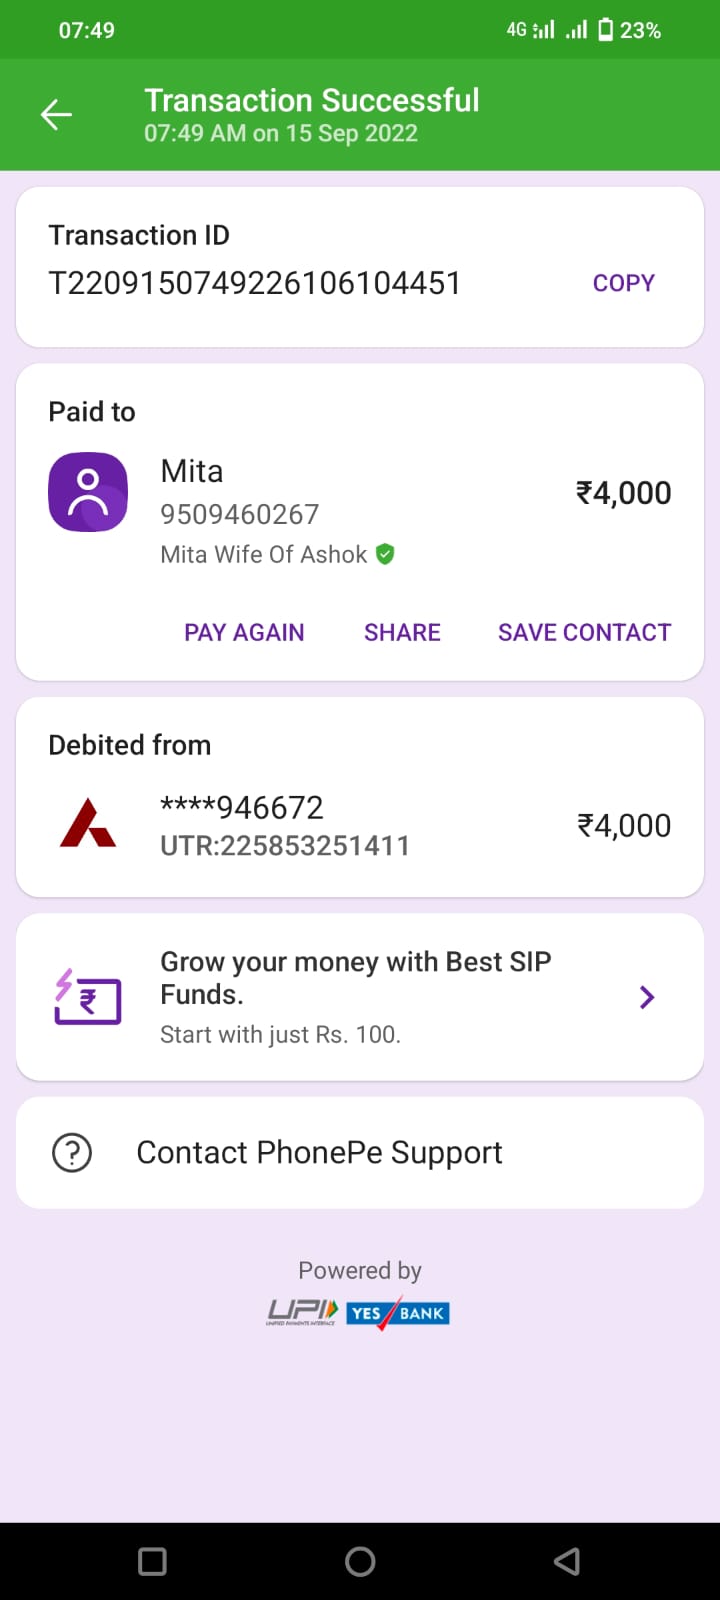 07:49
4G 23%
Transaction Successful
07:49 AM on 15 Sep 2022
Transaction ID
T2209150749226106104451
COPY
Paid to
Mita
9509460267
₹4,000
Mita Wife Of Ashok
PAY AGAIN SHARE SAVE CONTACT
Debited from
****946672
UTR:225853251411
₹4,000
Grow your money with Best SIP
Funds.
Start with just Rs. 100.
Contact PhonePe Support
Powered by
UPI YES BANK
UNIFIED PAYMENTS INTERFACE